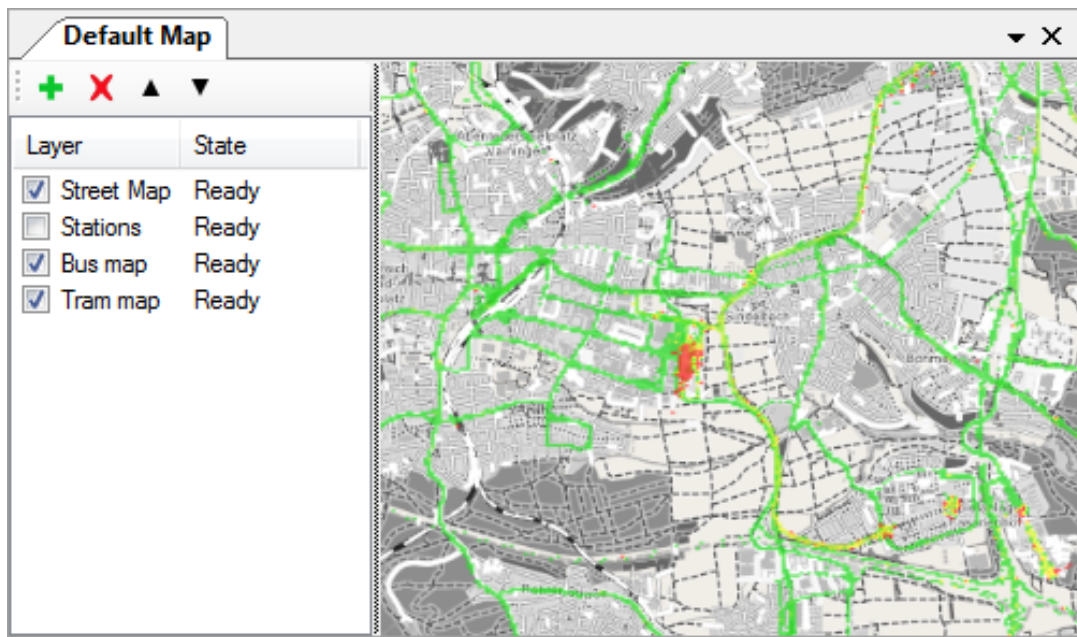 Default Map
Layer State
Street Map Ready
Stations Ready
Bus map Ready
Tram map Ready